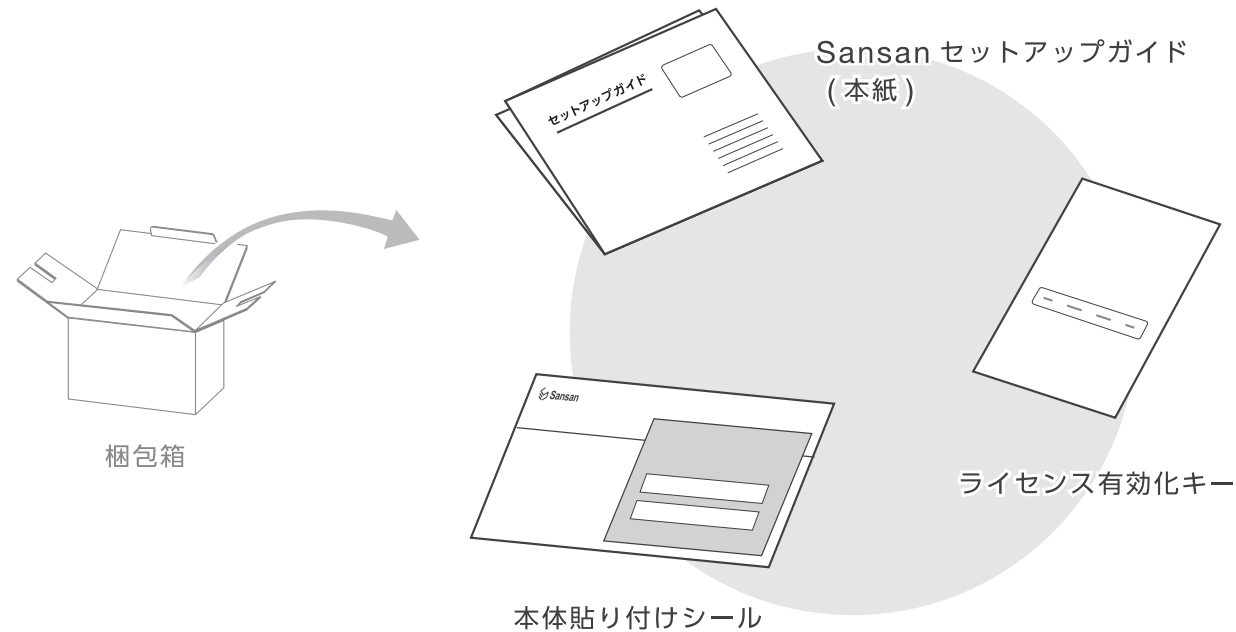 Sansan セットアップガイド
(本紙)
セットアップガイド
梱包箱
Sansan
ライセンス有効化キー
本体貼り付けシール